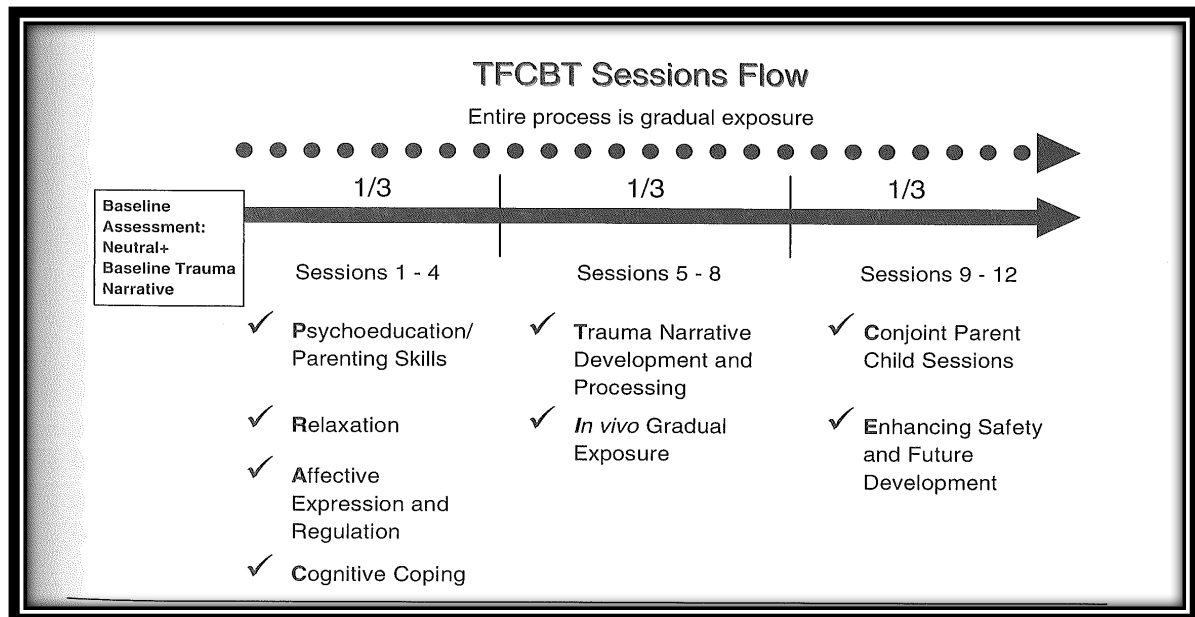 TFCBT Sessions Flow
Entire process is gradual exposure
1/3
1/3
1/3
Baseline
Assessment:
Neutral+
Baseline Trauma
Narrative
Sessions 1 - 4
Psychoeducation/
Parenting Skills
Relaxation
Affective
Expression and
Regulation
Cognitive Coping
Sessions 5 - 8
Trauma Narrative
Development and
Processing
In vivo Gradual
Exposure
Sessions 9 - 12
Conjoint Parent
Child Sessions
Enhancing Safety
and Future
Development